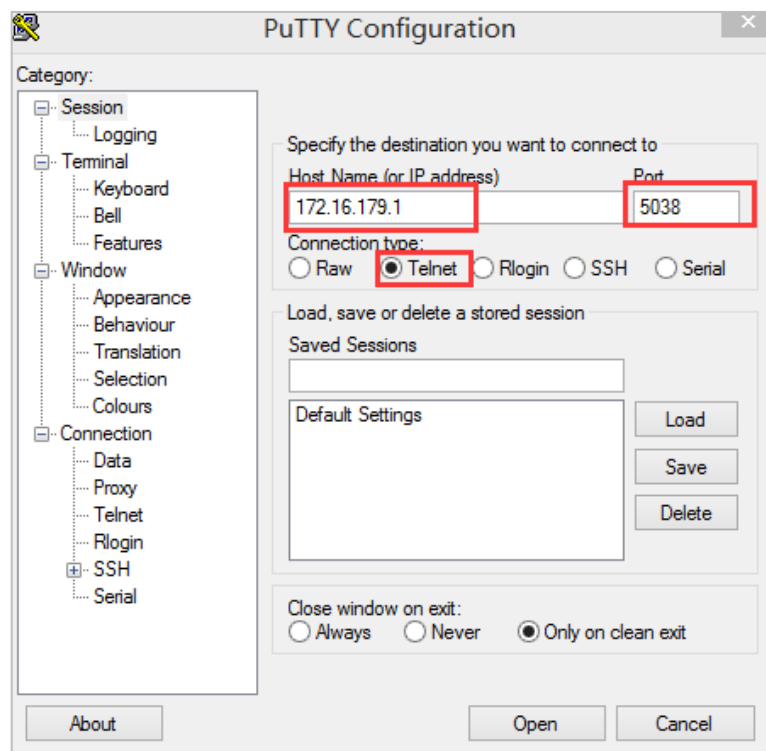 PuTTY Configuration
Category:
Session
Logging
Terminal
Keyboard
Bell
Features
Window
Appearance
Behaviour
Translation
Selection
Colours
Connection
Data
Proxy
Telnet
Rlogin
SSH
Serial
Specify the destination you want to connect to
Host Name (or IP address) Port
172.16.179.1 5038
Connection type:
Raw Telnet Rlogin SSH Serial
Load, save or delete a stored session
Saved Sessions
Default Settings
Load
Save
Delete
Close window on exit:
Always Never Only on clean exit
About Open Cancel